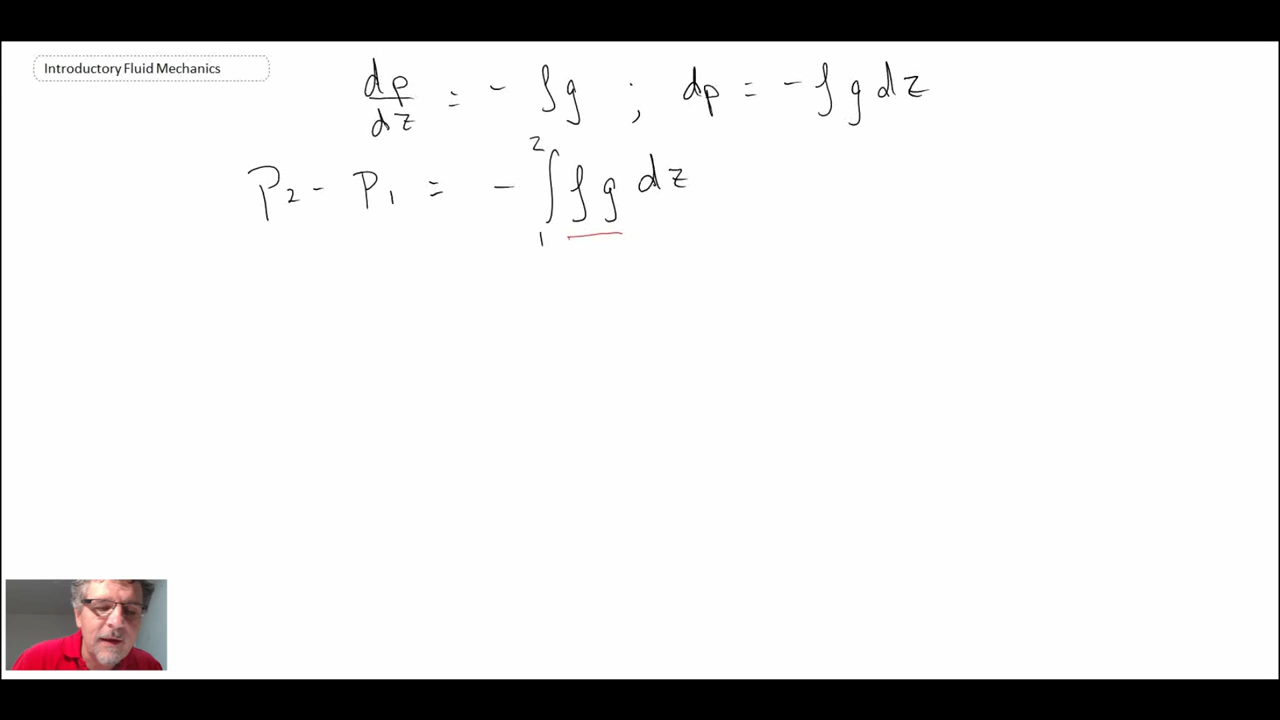 Introductory Fluid Mechanics
dp/dz = - ρg ; dp = - ρg dz
P₂ - P₁ = - ∫₁² ρg dz